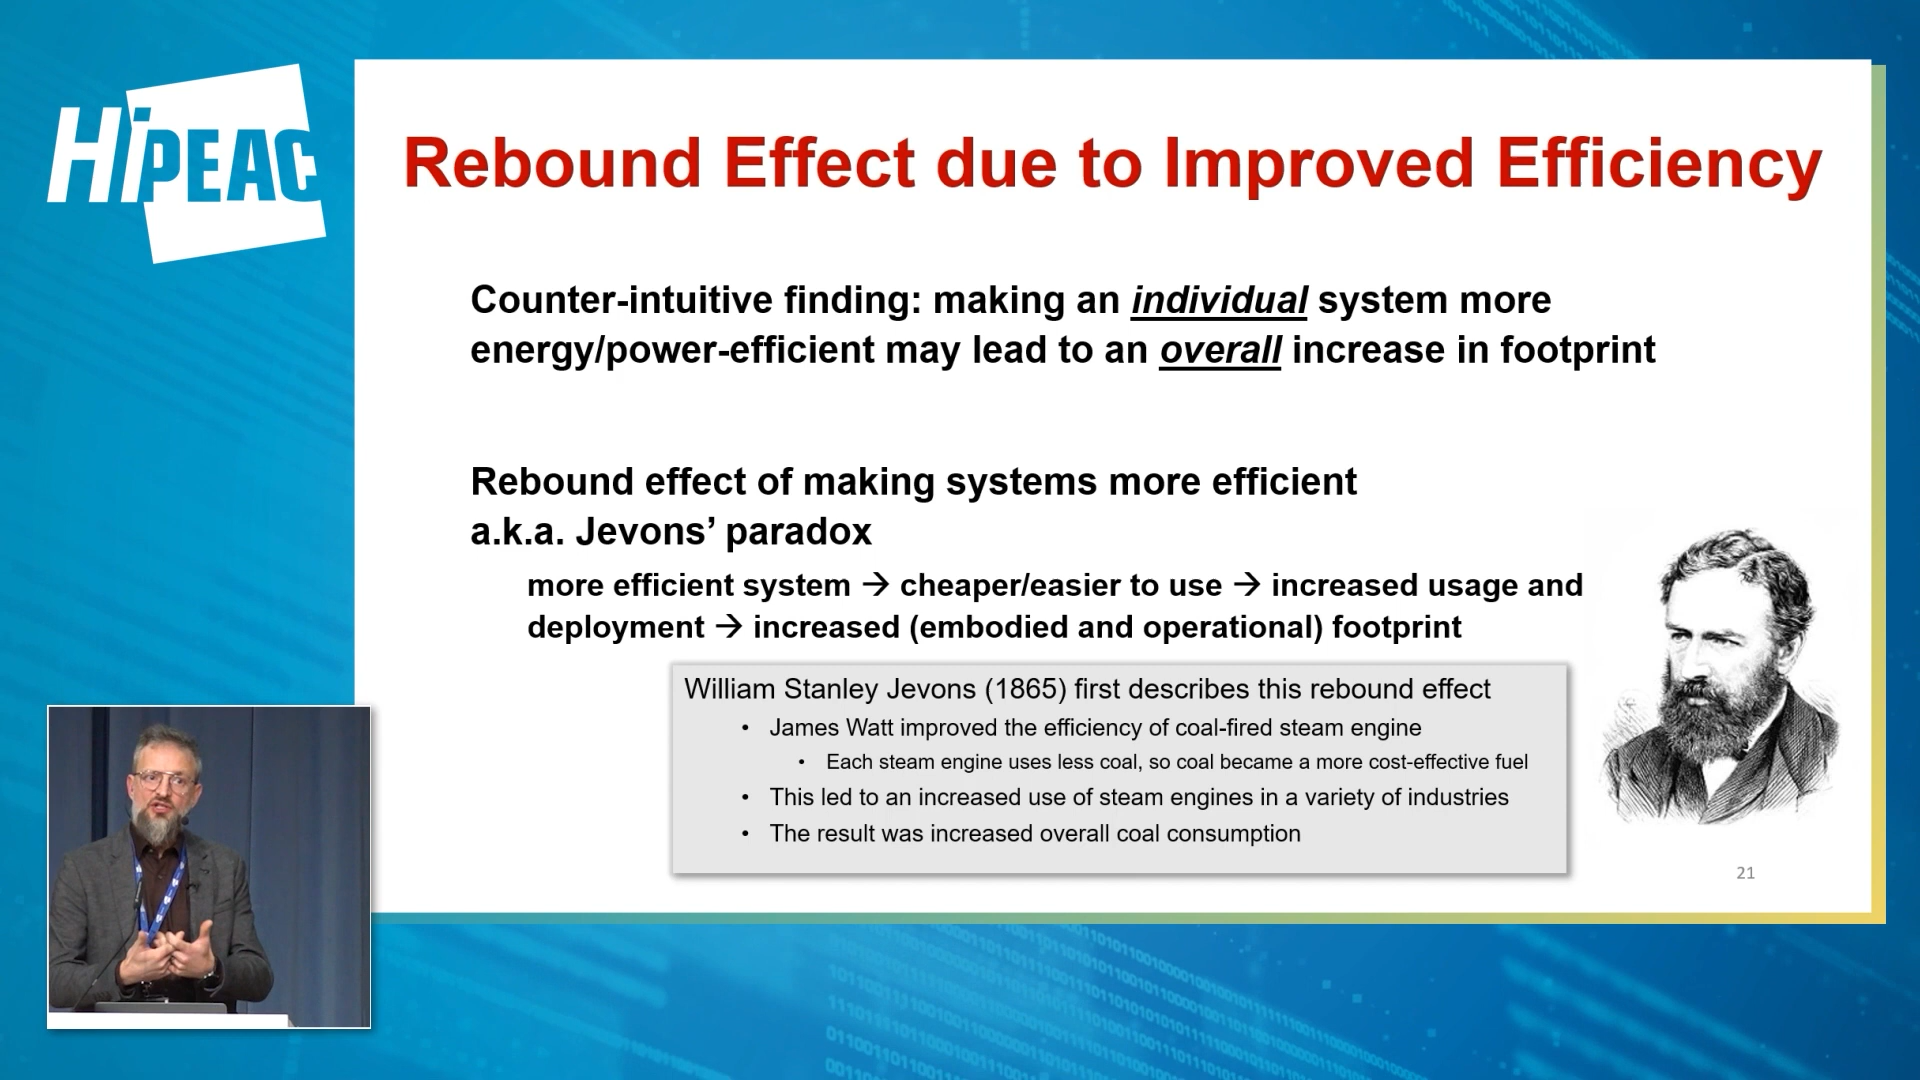 HiPEAC
Rebound Effect due to Improved Efficiency
Counter-intuitive finding: making an individual system more
energy/power-efficient may lead to an overall increase in footprint
Rebound effect of making systems more efficient
a.k.a. Jevons’ paradox
more efficient system → cheaper/easier to use → increased usage and
deployment → increased (embodied and operational) footprint
William Stanley Jevons (1865) first describes this rebound effect
• James Watt improved the efficiency of coal-fired steam engine
• Each steam engine uses less coal, so coal became a more cost-effective fuel
• This led to an increased use of steam engines in a variety of industries
• The result was increased overall coal consumption
21